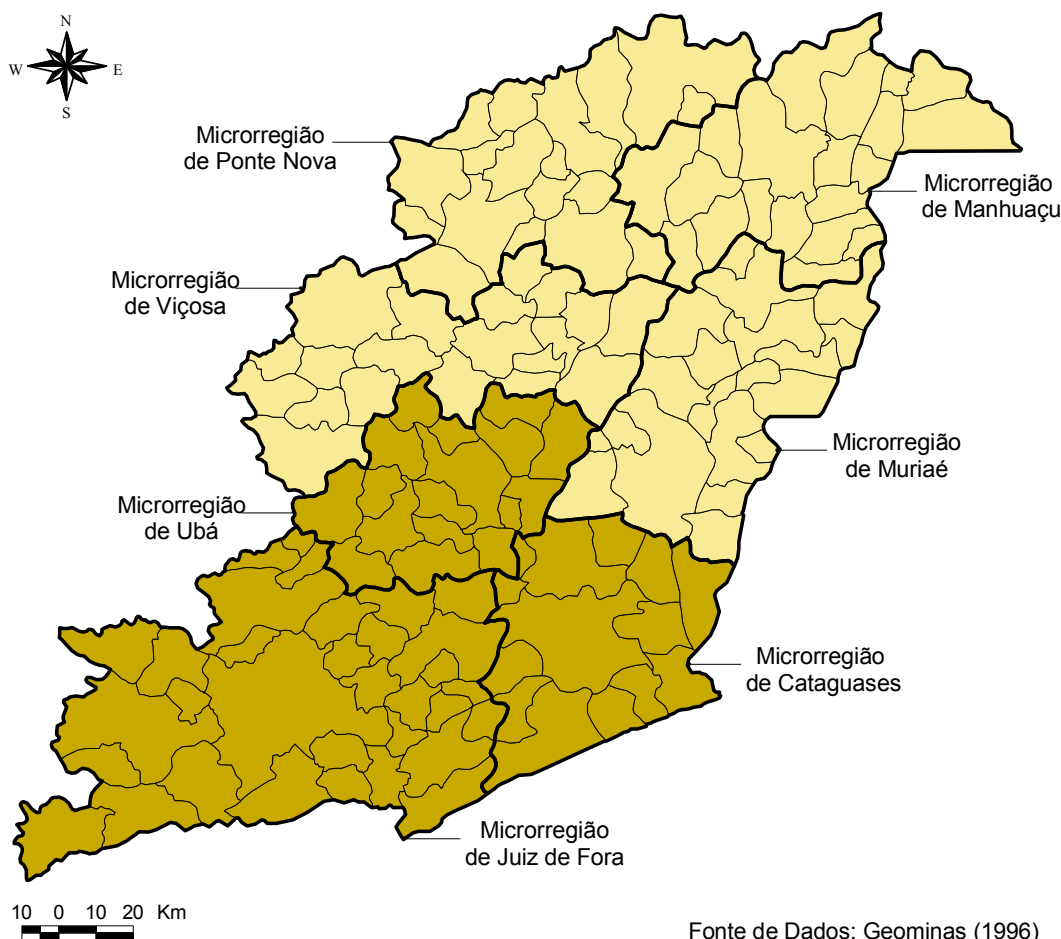 N
W
E
S
Microrregião
de Ponte Nova
Microrregião
de Manhuaçu
Microrregião
de Viçosa
Microrregião
de Muriaé
Microrregião
de Ubá
Microrregião
de Cataguases
Microrregião
de Juiz de Fora
10 0 10 20 Km
Fonte de Dados: Geominas (1996)